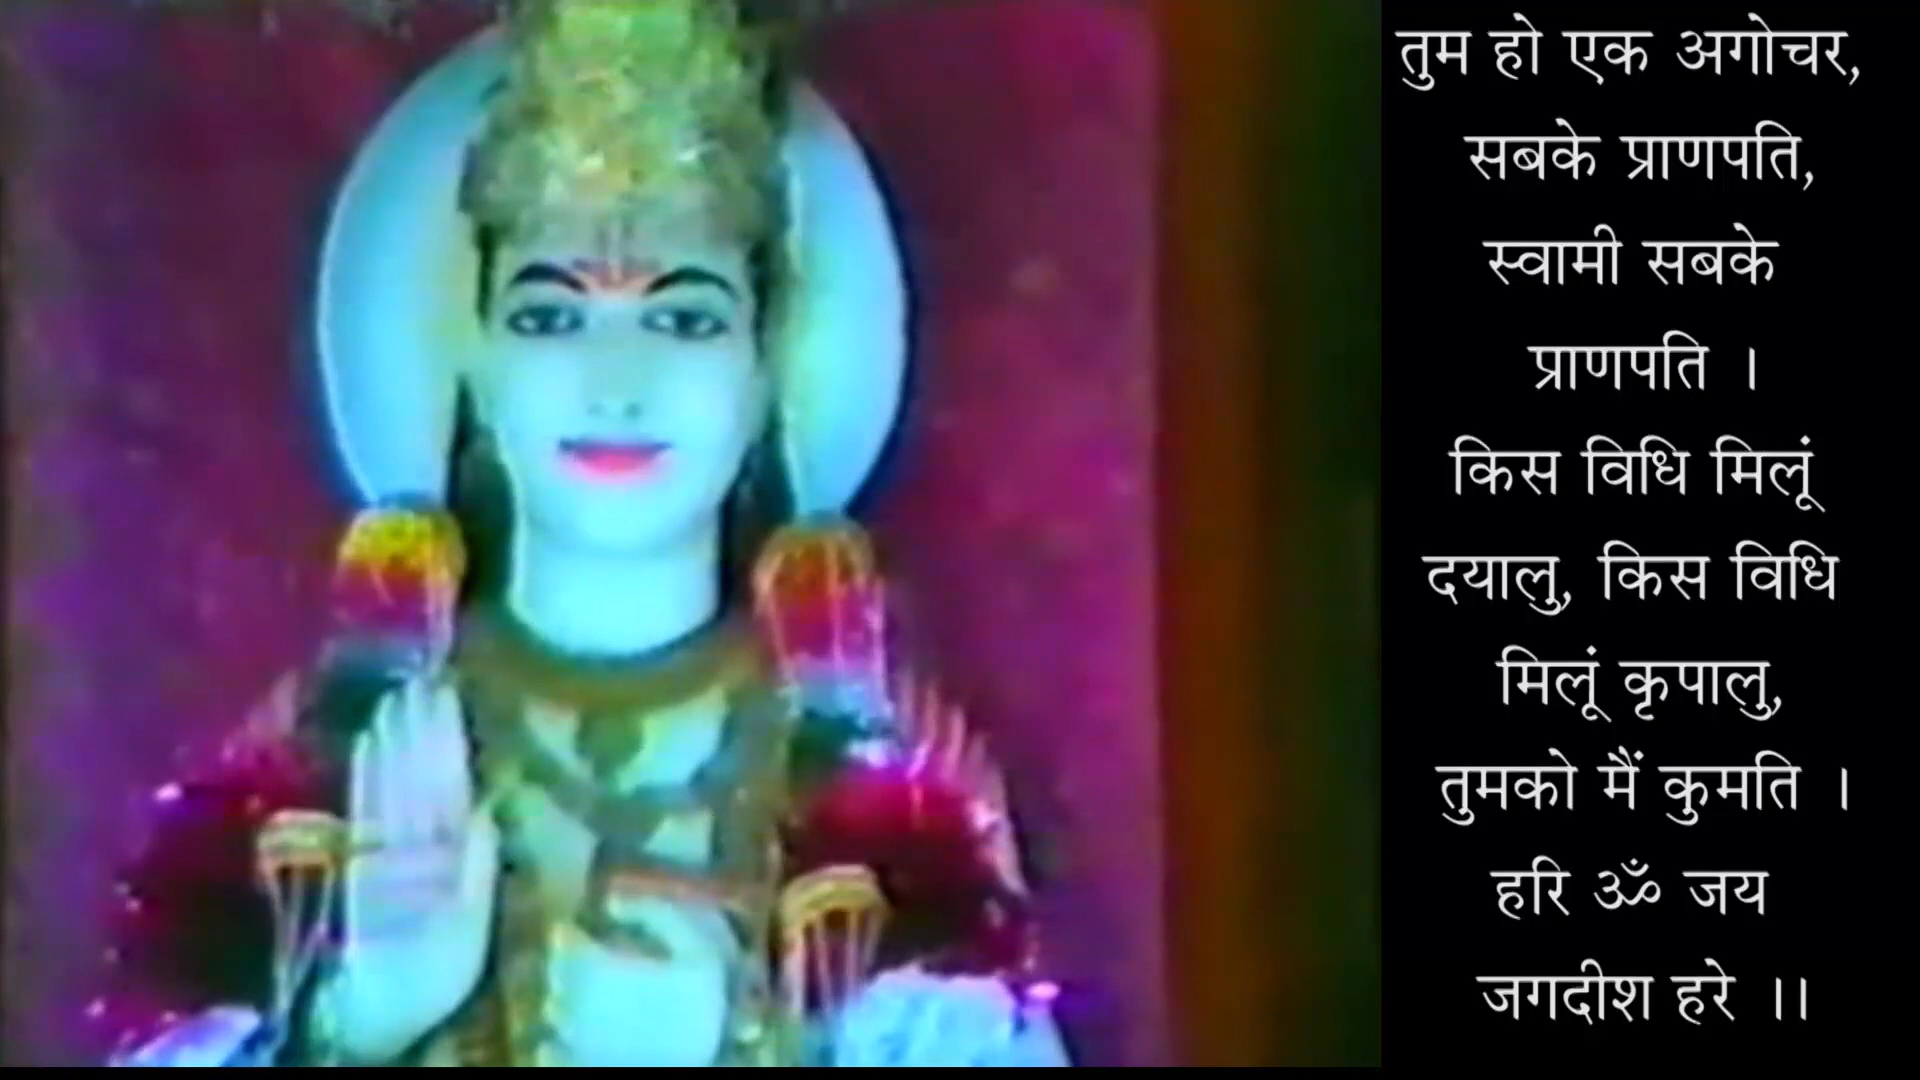 तुम हो एक अगोचर,
सबके प्राणपति,
स्वामी सबके
प्राणपति ।
किस विधि मिलूं
दयालु, किस विधि
मिलूं कृपालु,
तुमको मैं कुमति ।
हरि ॐ जय
जगदीश हरे ।।